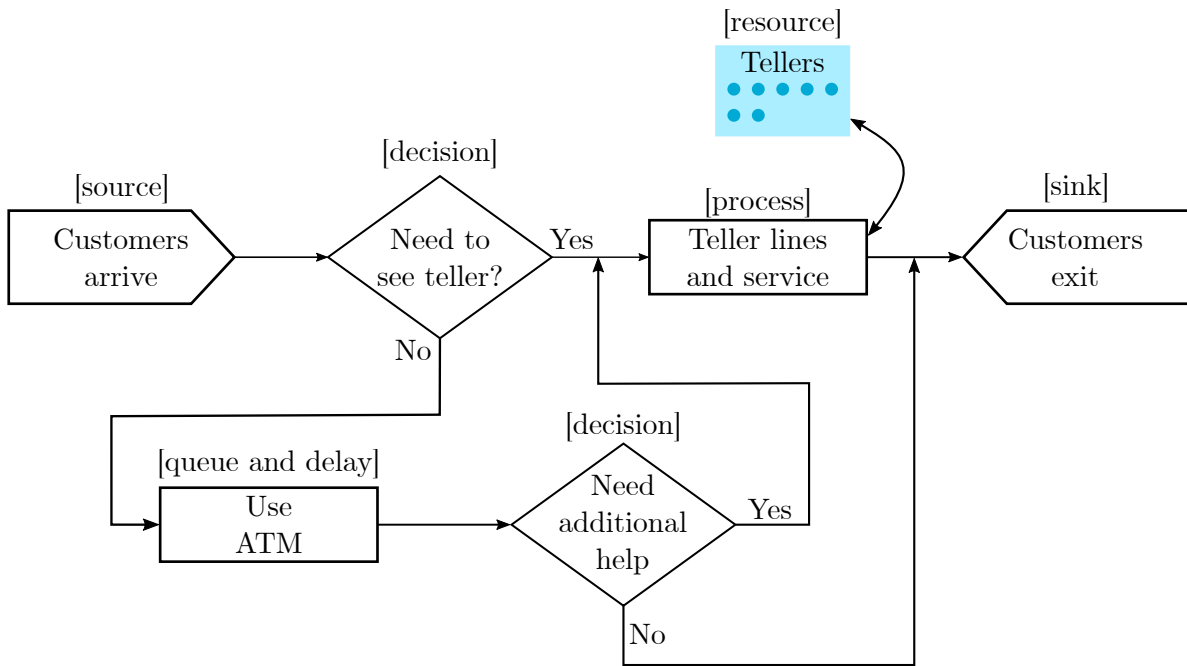 [resource]
Tellers
[decision]
[source]
Customers
arrive
Need to
see teller?
Yes
No
[process]
Teller lines
and service
[sink]
Customers
exit
[queue and delay]
Use
ATM
[decision]
Need
additional
help
Yes
No